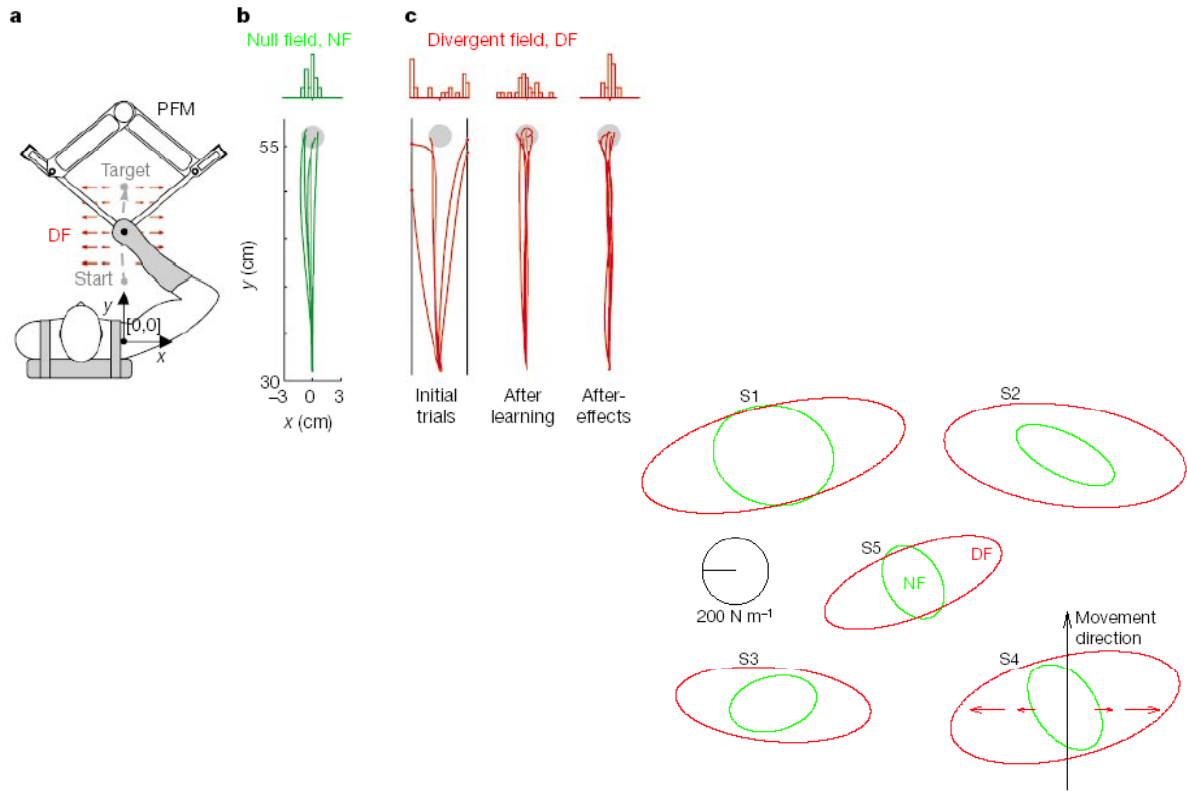 a
PFM
Target
DF
Start
y
[0,0]
x
b
Null field, NF
55
y (cm)
30
–3 0 3
x (cm)
c
Divergent field, DF
Initial
trials
After
learning
After-
effects
S1
S2
S5
DF
NF
200 N m⁻¹
Movement
direction
S3
S4